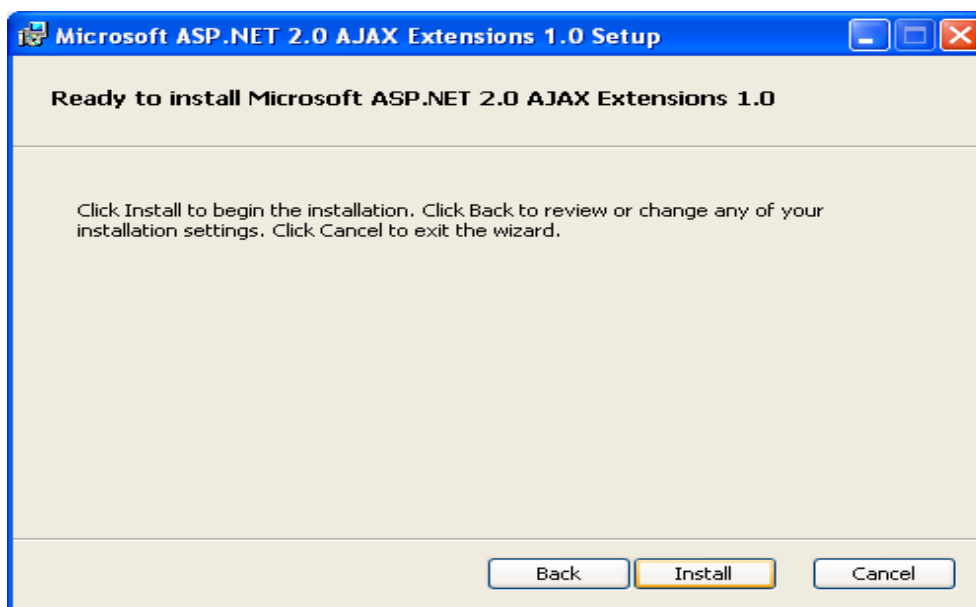 Microsoft ASP.NET 2.0 AJAX Extensions 1.0 Setup
Ready to install Microsoft ASP.NET 2.0 AJAX Extensions 1.0
Click Install to begin the installation. Click Back to review or change any of your
installation settings. Click Cancel to exit the wizard.
Back Install Cancel